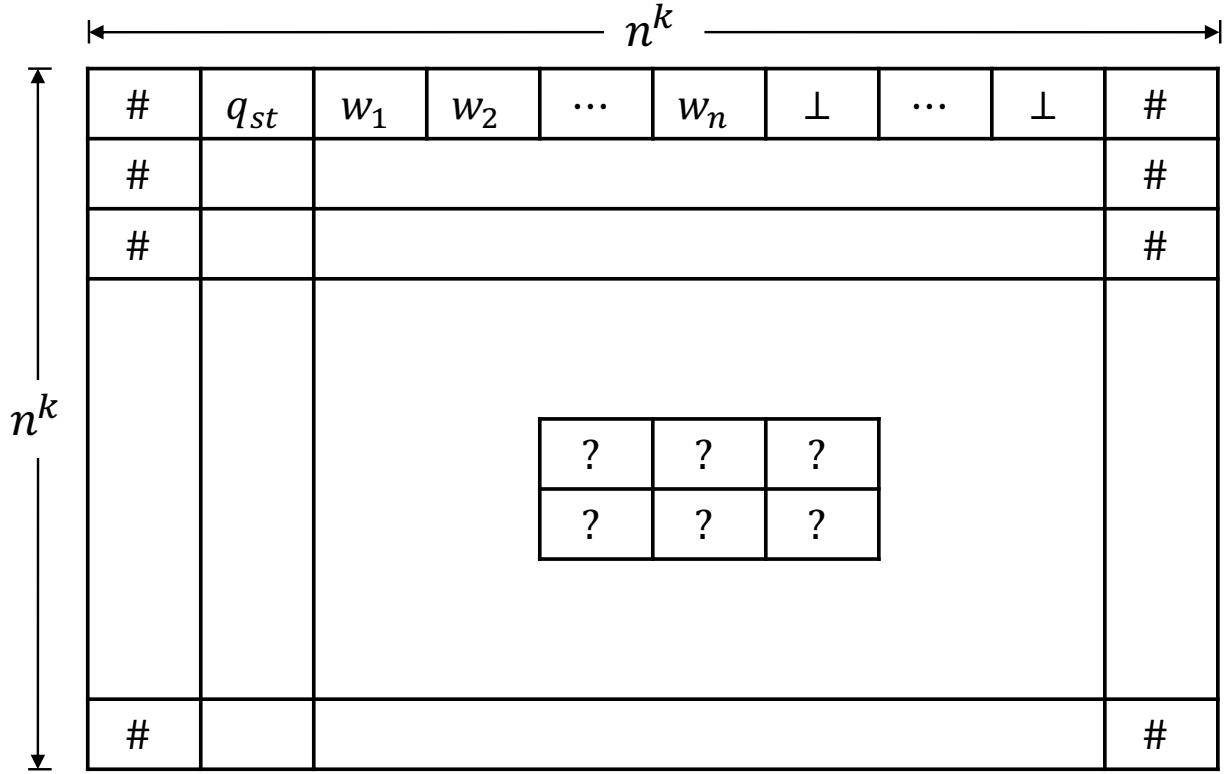 n^k
# q_st w_1 w_2 ⋯ w_n ⊥ ⋯ ⊥ #
# #
# #
n^k
? ? ?
? ? ?
# #